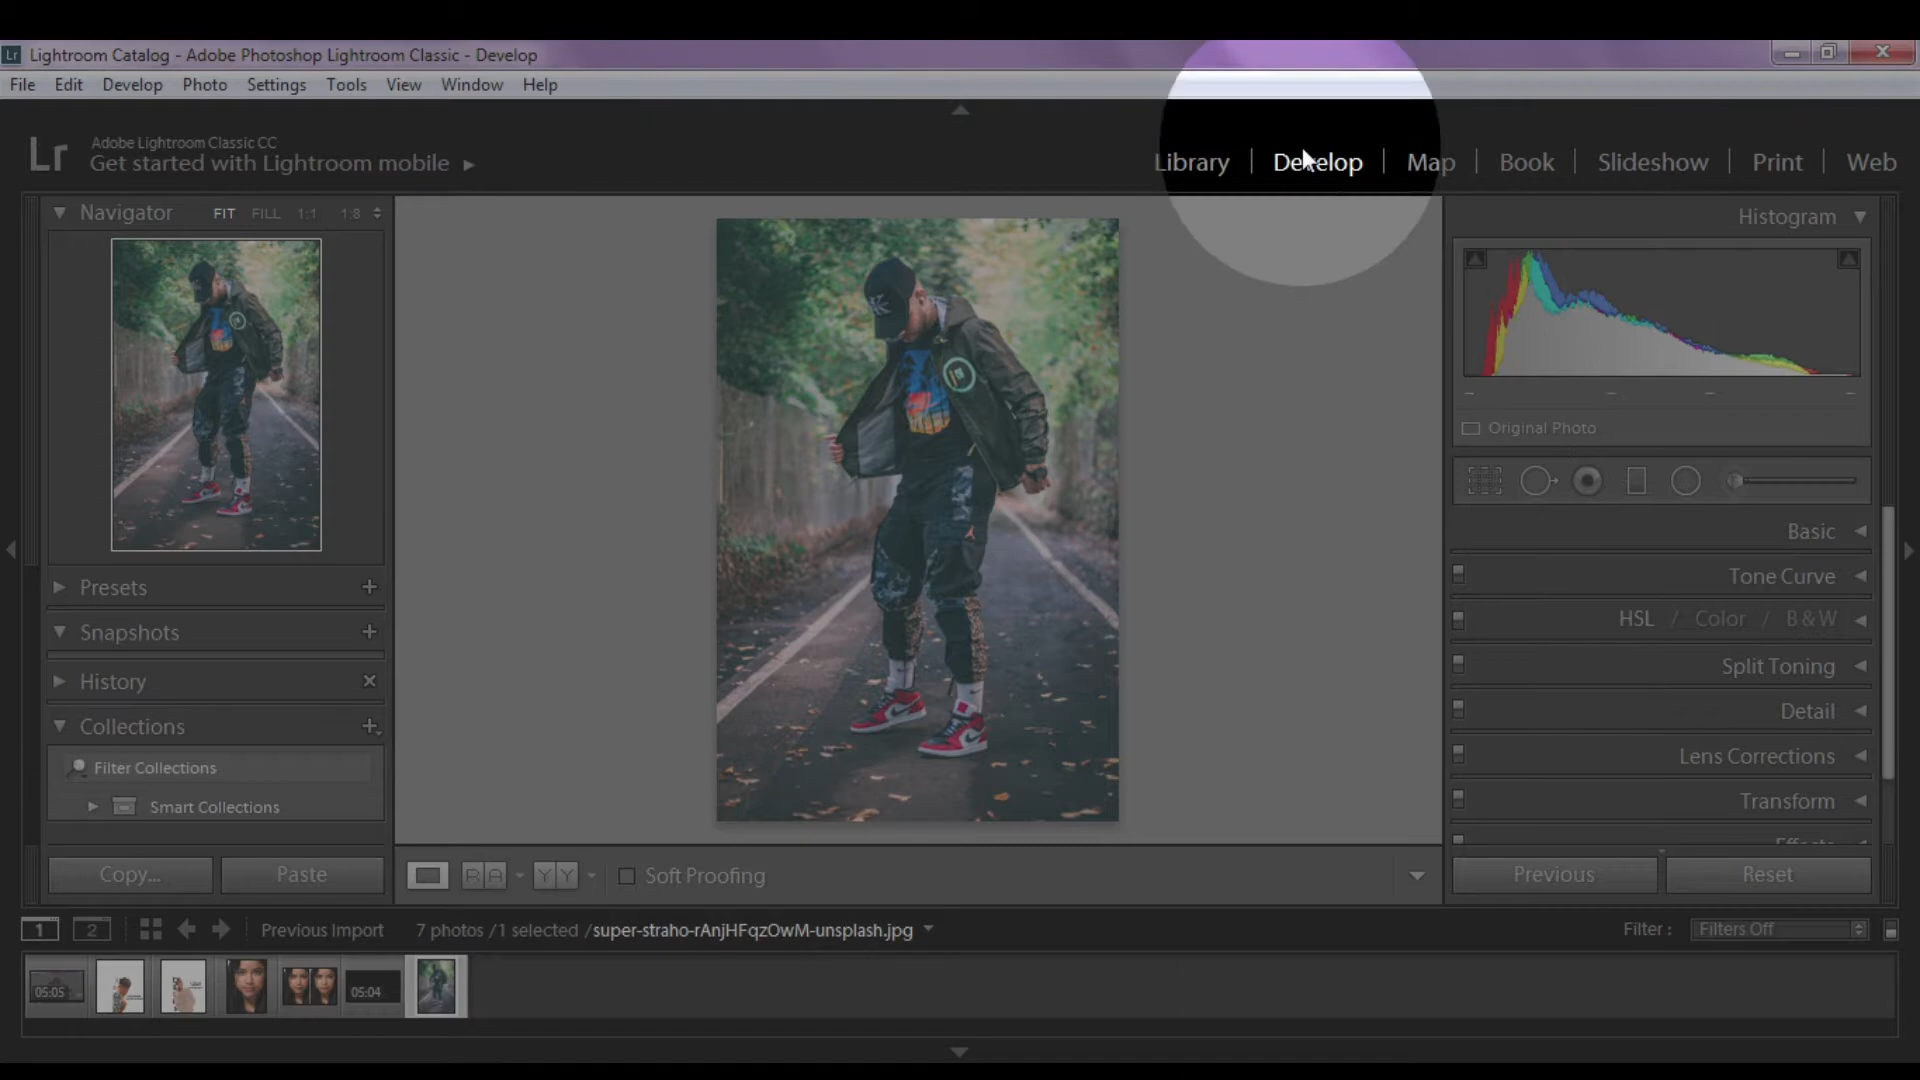 Lr Lightroom Catalog - Adobe Photoshop Lightroom Classic - Develop
File Edit Develop Photo Settings Tools View Window Help
Lr
Adobe Lightroom Classic CC
Get started with Lightroom mobile
Library | Develop | Map | Book | Slideshow | Print | Web
Navigator FIT FILL 1:1 1:8
Presets
Snapshots
History
Collections
Filter Collections
Smart Collections
Copy... Paste
Soft Proofing
Histogram
Original Photo
Basic
Tone Curve
HSL / Color / B & W
Split Toning
Detail
Lens Corrections
Transform
Effects
Previous Reset
1 2 Previous Import 7 photos /1 selected /super-straho-rAnjHFqzOwM-unsplash.jpg
Filter : Filters Off
05:05
05:04